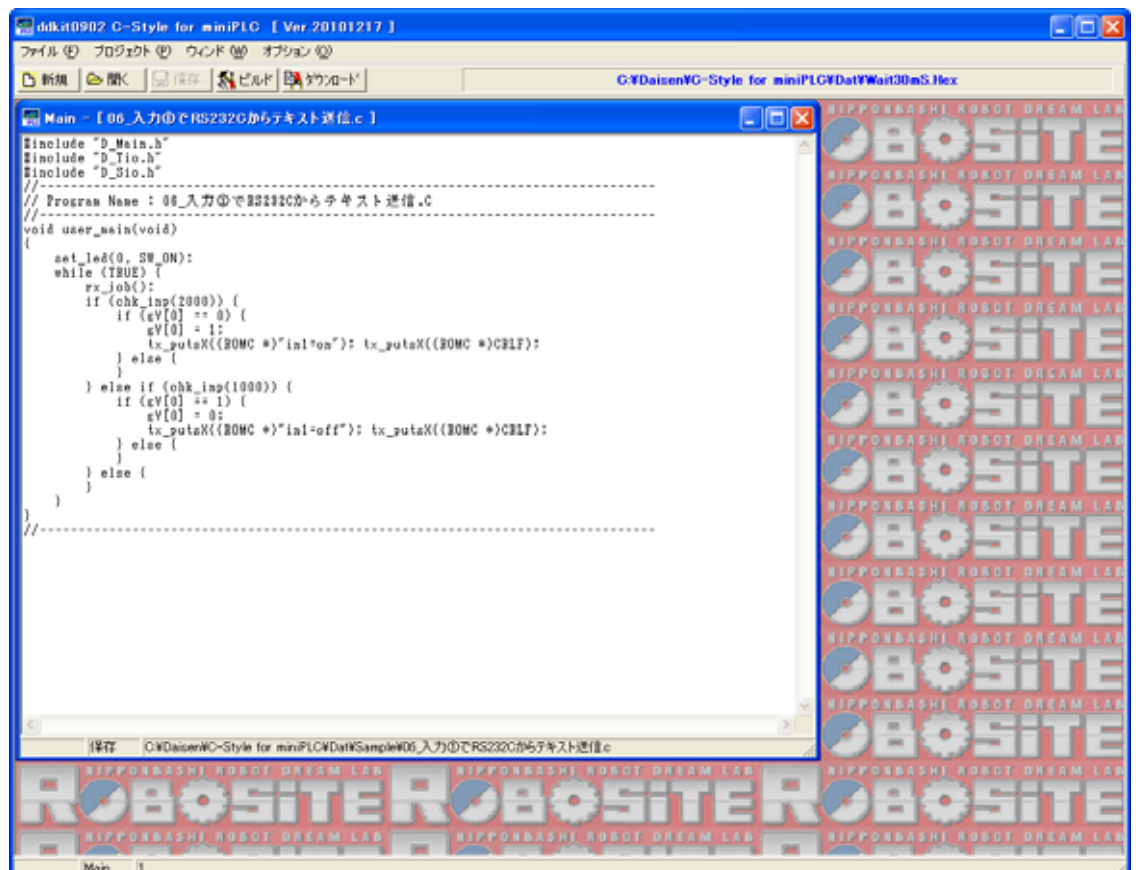 ddkit0902 C-Style for miniPLC [ Ver.20101217 ]
ファイル(F) プロジェクト(P) ウィンド(W) オプション(O)
新規 開く 保存 ビルド ダウンロード C:¥Daisen¥C-Style for miniPLC¥Dat¥Wait30mS.Hex
Main - [ 06_入力①でRS232Cからテキスト送信.c ]
#include "D_Main.h"
#include "D_Tio.h"
#include "D_Sio.h"
//-------------------------------------------------------------------------------
// Program Name : 06_入力①でRS232Cからテキスト送信.C
//-------------------------------------------------------------------------------
void user_main(void)
{
    set_led(0, SW_ON);
    while (TRUE) {
        rx_job();
        if (chk_inp(2000)) {
            if (gV[0] == 0) {
                gV[0] = 1;
                tx_putsX((ROMC *)"in1=on"); tx_putsX((ROMC *)CRLF);
            } else {
            }
        } else if (chk_inp(1000)) {
            if (gV[0] == 1) {
                gV[0] = 0;
                tx_putsX((ROMC *)"in1=off"); tx_putsX((ROMC *)CRLF);
            } else {
            }
        } else {
        }
    }
}
//-------------------------------------------------------------------------------
保存 C:¥Daisen¥C-Style for miniPLC¥Dat¥Sample¥06_入力①でRS232Cからテキスト送信.c
NIPPONBASHI ROBOT DREAM LAB
ROBOSiTE
Main 1